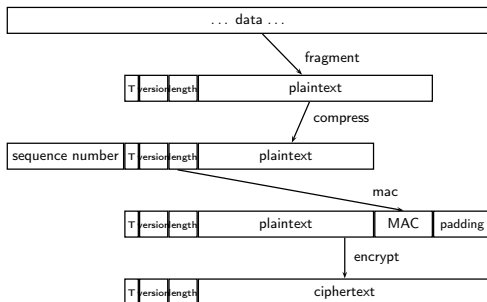 ... data ...
fragment
T version length plaintext
compress
sequence number T version length plaintext
mac
T version length plaintext MAC padding
encrypt
T version length ciphertext